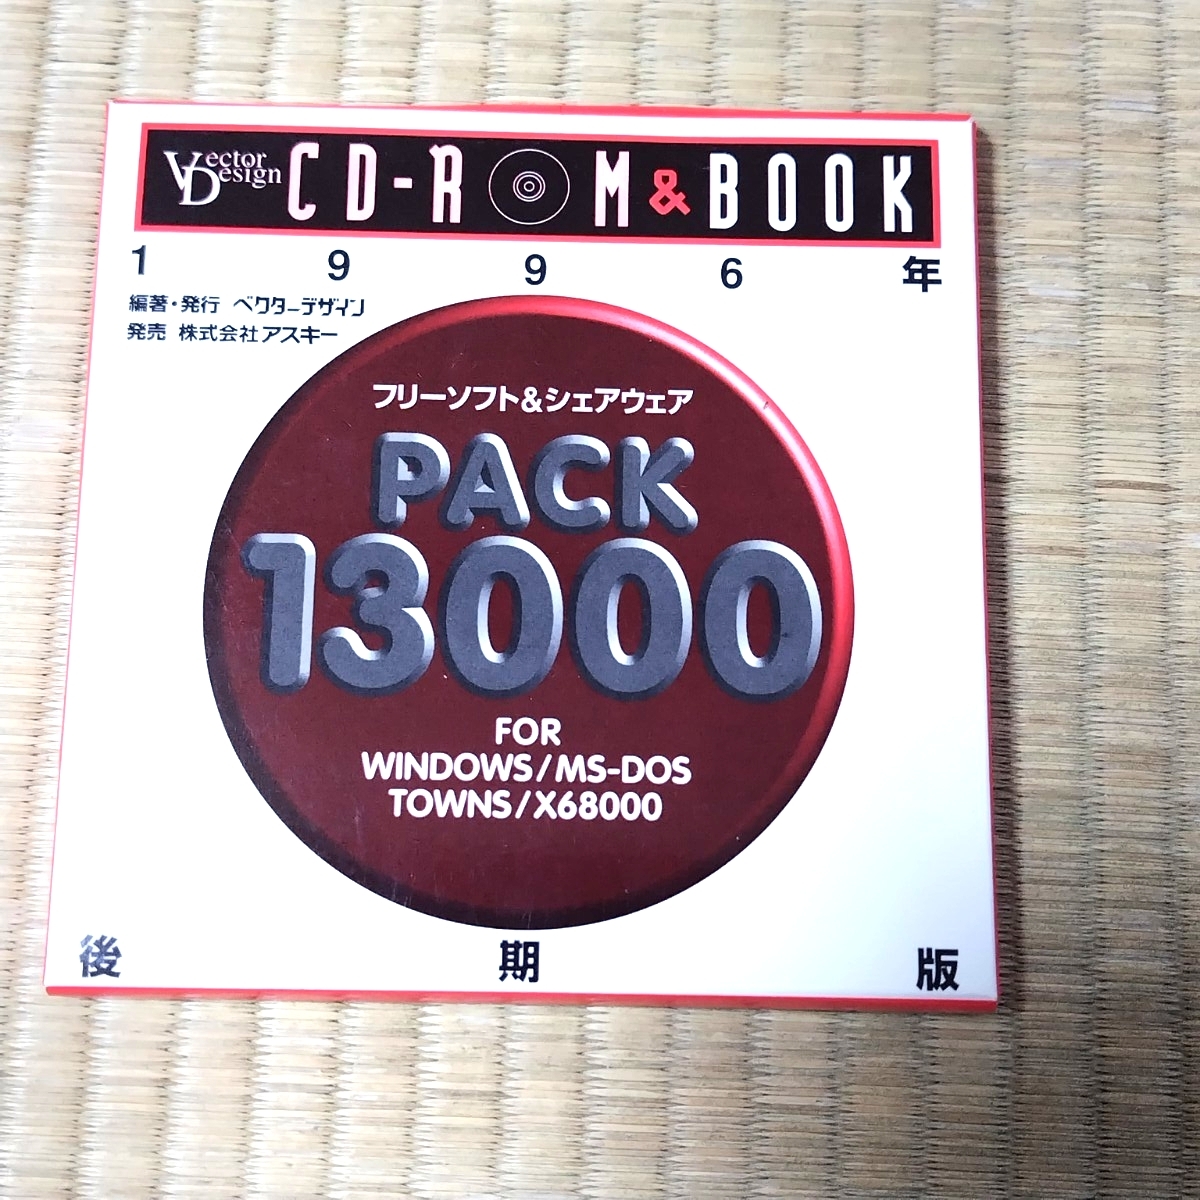 Vector Design CD-ROM & BOOK
1996年
編著・発行 ベクターデザイン
発売 株式会社アスキー
フリーソフト&シェアウェア
PACK
13000
FOR
WINDOWS/MS-DOS
TOWNS/X68000
後期版